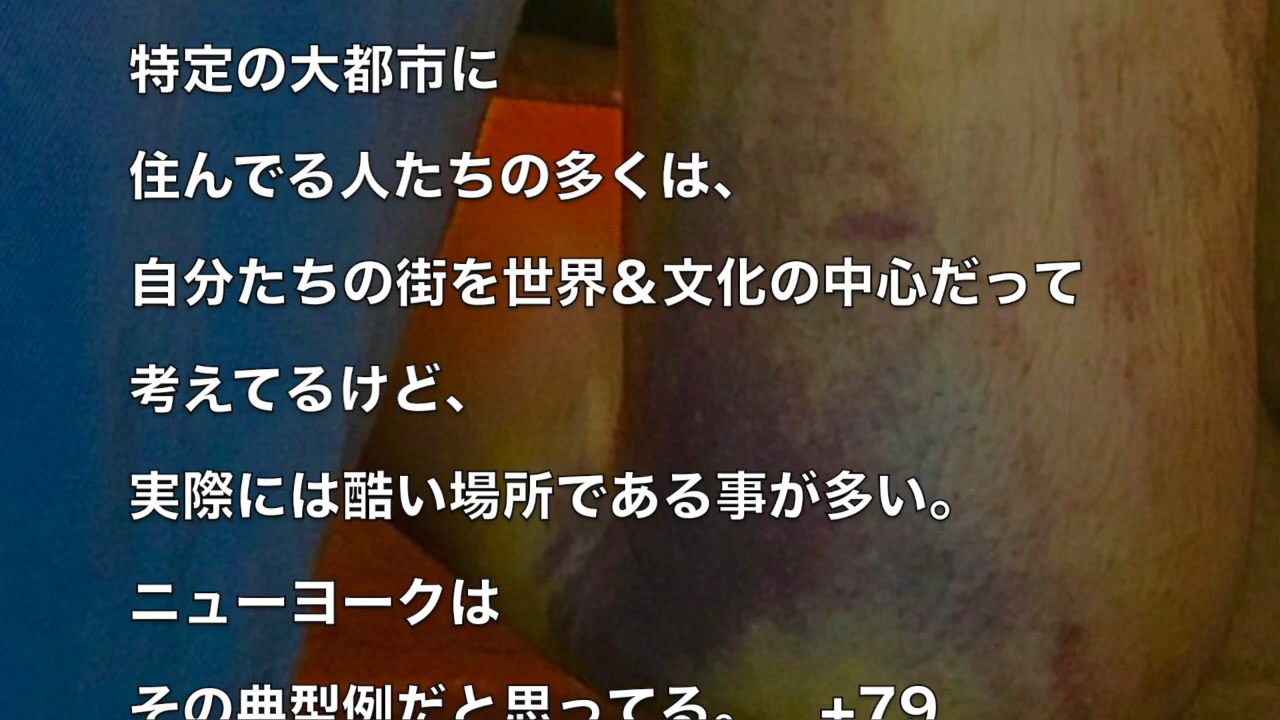 特定の大都市に
住んでる人たちの多くは、
自分たちの街を世界&文化の中心だって
考えてるけど、
実際には酷い場所である事が多い。
ニューヨークは
その典型例だと思ってる。 +79